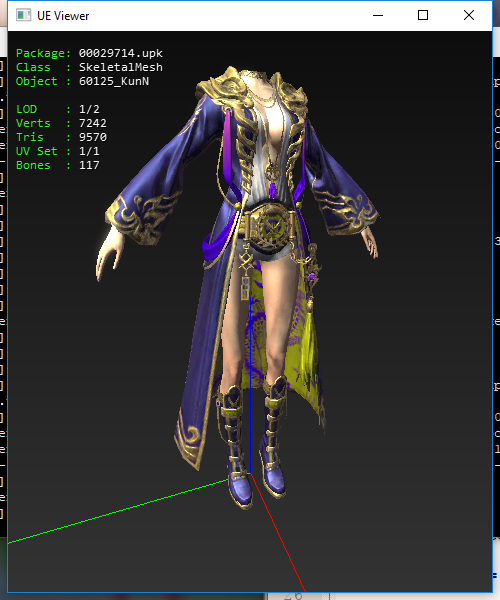 UE Viewer
Package: 00029714.upk
Class : SkeletalMesh
Object : 60125_KunN
LOD : 1/2
Verts : 7242
Tris : 9570
UV Set : 1/1
Bones : 117